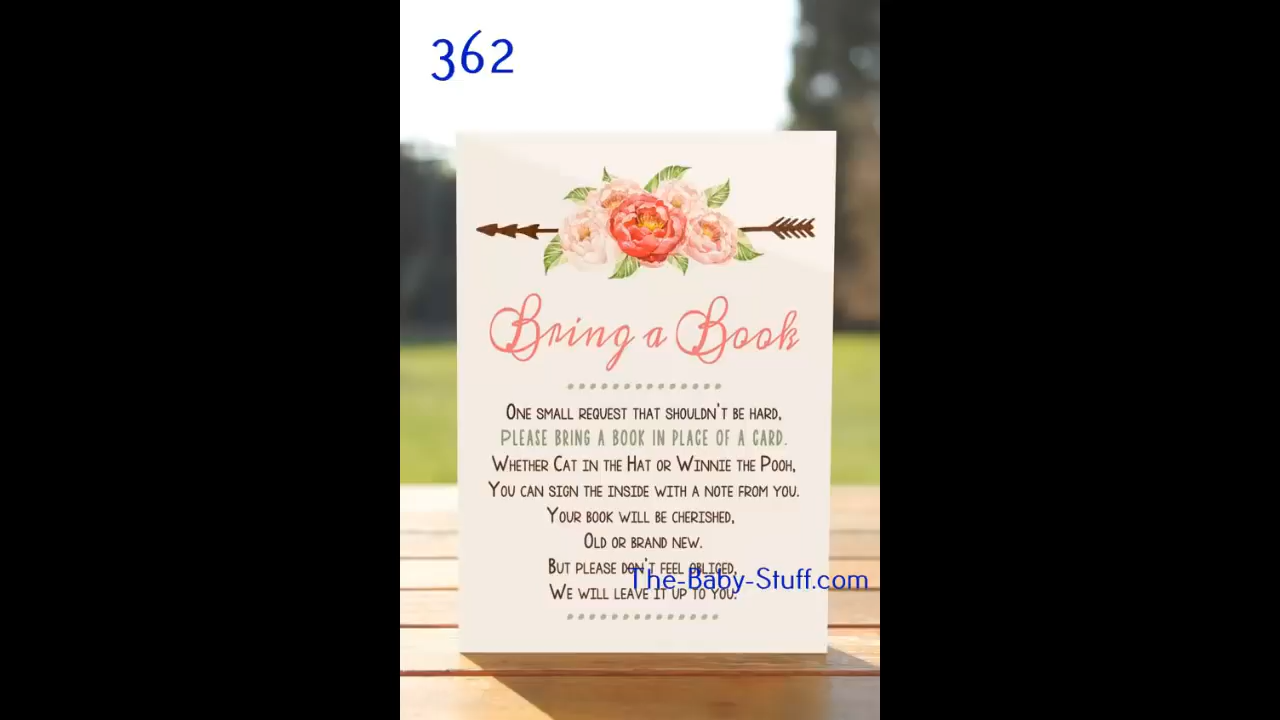 362
Bring a Book
One small request that shouldn't be hard,
please bring a book in place of a card.
Whether Cat in the Hat or Winnie the Pooh,
You can sign the inside with a note from you.
Your book will be cherished,
Old or brand new.
But please don't feel obliged,
We will leave it up to you.
The-Baby-Stuff.com